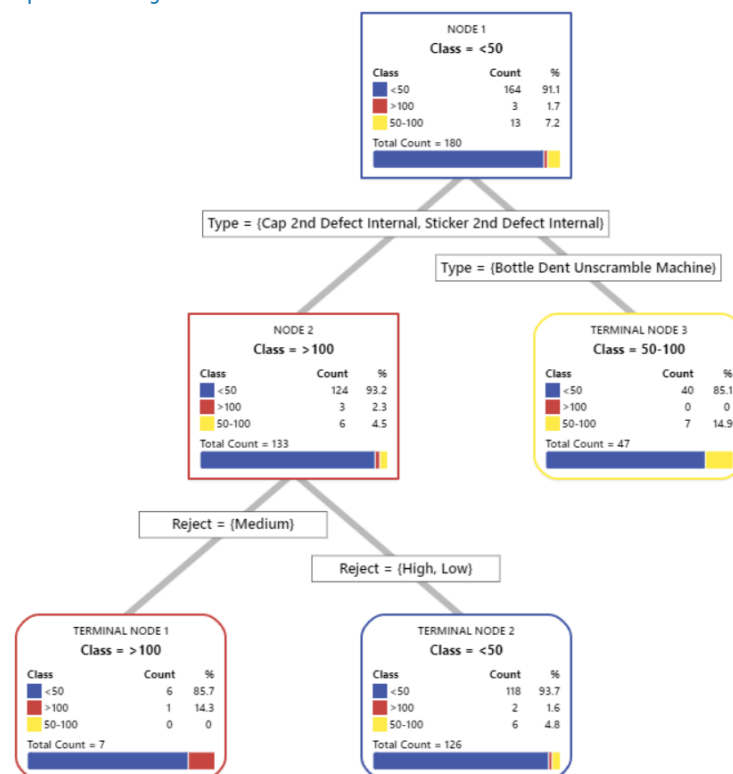 NODE 1
Class = <50
Class Count %
<50 164 91.1
>100 3 1.7
50-100 13 7.2
Total Count = 180
Type = {Cap 2nd Defect Internal, Sticker 2nd Defect Internal}
Type = {Bottle Dent Unscramble Machine}
NODE 2
Class = >100
Class Count %
<50 124 93.2
>100 3 2.3
50-100 6 4.5
Total Count = 133
TERMINAL NODE 3
Class = 50-100
Class Count %
<50 40 85.1
>100 0 0
50-100 7 14.9
Total Count = 47
Reject = {Medium}
Reject = {High, Low}
TERMINAL NODE 1
Class = >100
Class Count %
<50 6 85.7
>100 1 14.3
50-100 0 0
Total Count = 7
TERMINAL NODE 2
Class = <50
Class Count %
<50 118 93.7
>100 2 1.6
50-100 6 4.8
Total Count = 126